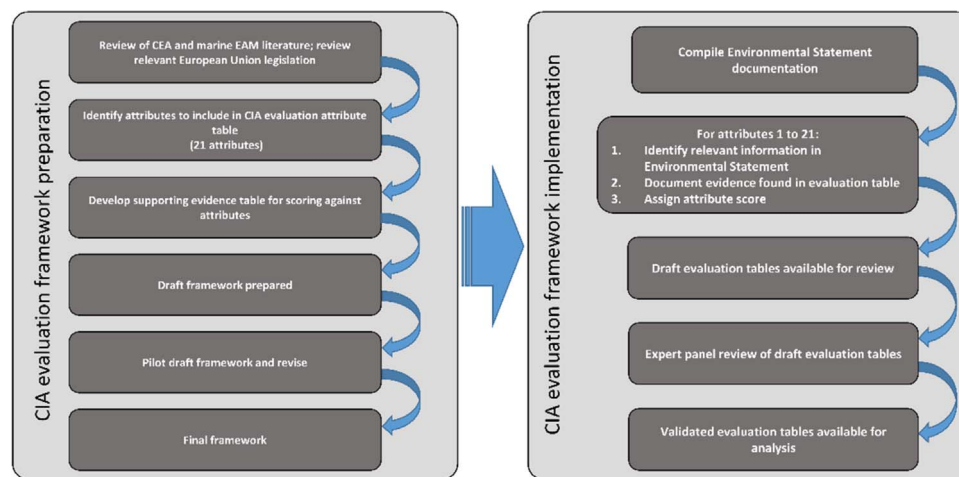 CIA evaluation framework preparation
Review of CEA and marine EAM literature; review
relevant European Union legislation
Identify attributes to include in CIA evaluation attribute
table
(21 attributes)
Develop supporting evidence table for scoring against
attributes
Draft framework prepared
Pilot draft framework and revise
Final framework
CIA evaluation framework implementation
Compile Environmental Statement
documentation
For attributes 1 to 21:
1. Identify relevant information in
Environmental Statement
2. Document evidence found in evaluation table
3. Assign attribute score
Draft evaluation tables available for review
Expert panel review of draft evaluation tables
Validated evaluation tables available for
analysis